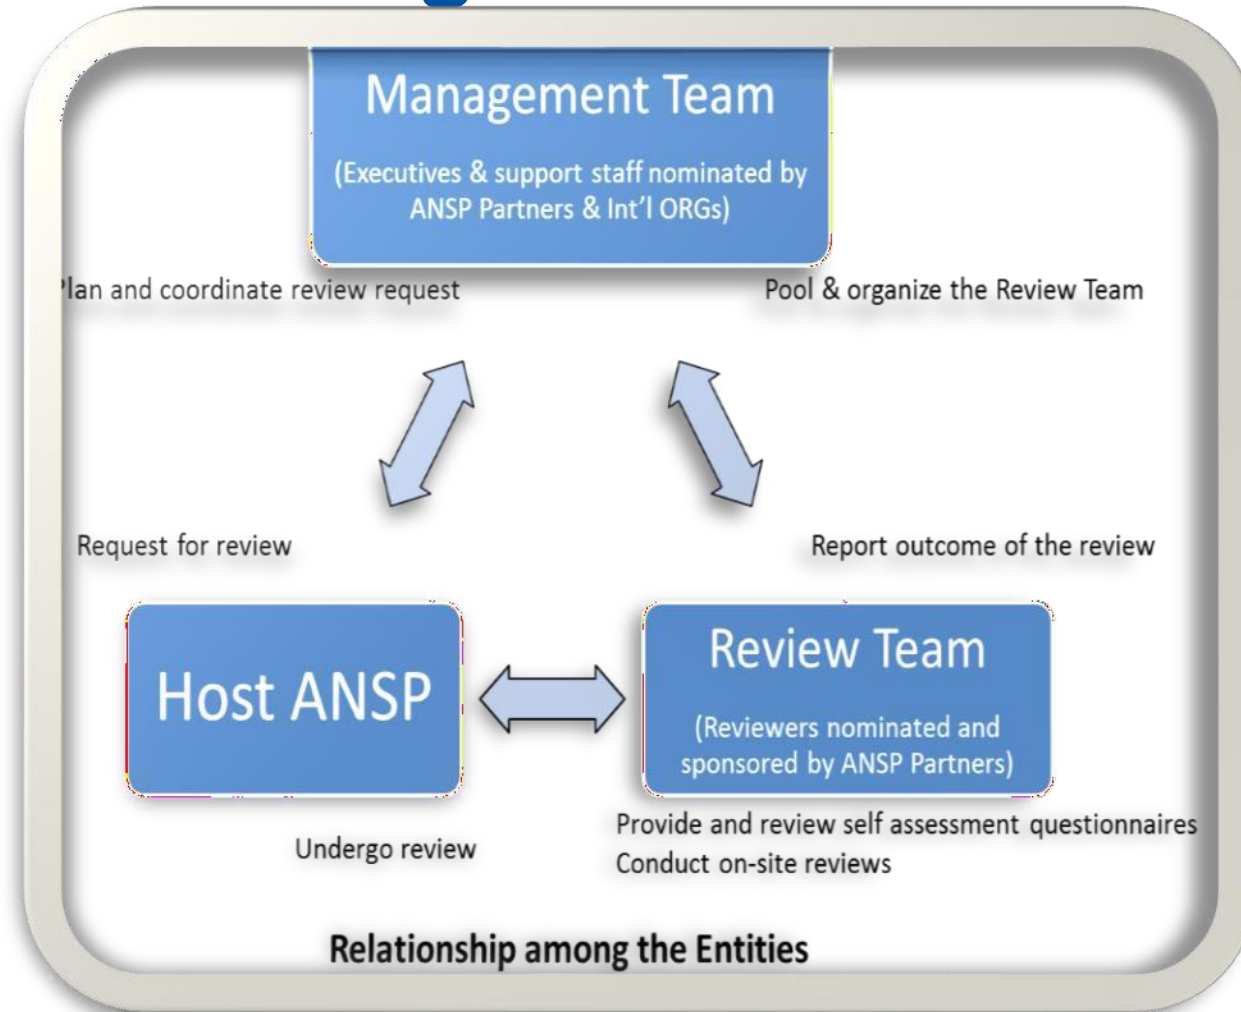 Management Team
(Executives & support staff nominated by
ANSP Partners & Int'l ORGs)
Plan and coordinate review request
Pool & organize the Review Team
Request for review
Report outcome of the review
Host ANSP
Review Team
(Reviewers nominated and
sponsored by ANSP Partners)
Undergo review
Provide and review self assessment questionnaires
Conduct on-site reviews
Relationship among the Entities